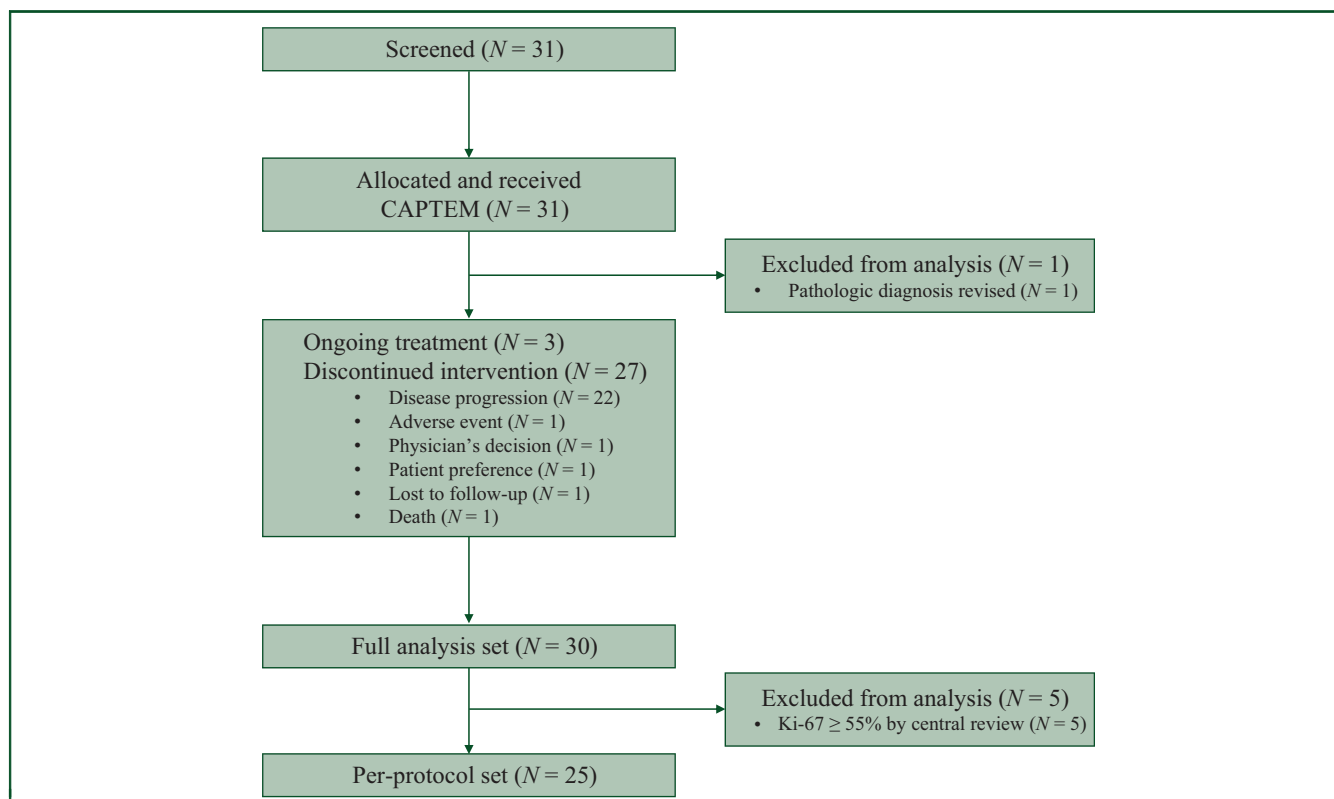 Screened (N = 31)
Allocated and received
CAPTEM (N = 31)
Excluded from analysis (N = 1)
• Pathologic diagnosis revised (N = 1)
Ongoing treatment (N = 3)
Discontinued intervention (N = 27)
• Disease progression (N = 22)
• Adverse event (N = 1)
• Physician’s decision (N = 1)
• Patient preference (N = 1)
• Lost to follow-up (N = 1)
• Death (N = 1)
Full analysis set (N = 30)
Excluded from analysis (N = 5)
• Ki-67 ≥ 55% by central review (N = 5)
Per-protocol set (N = 25)